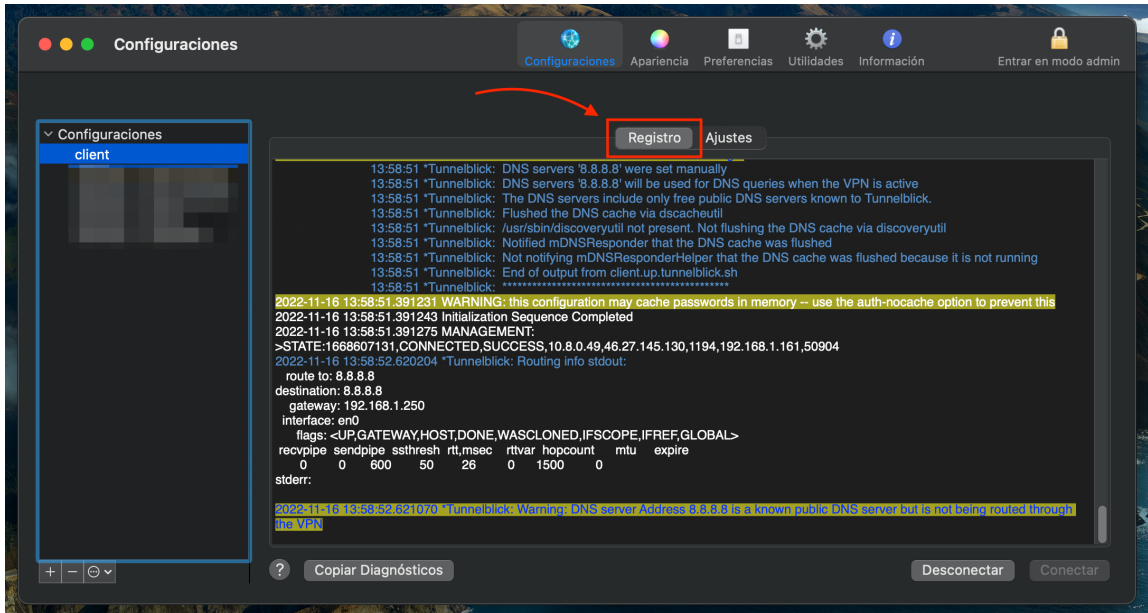 Configuraciones
Configuraciones
Apariencia
Preferencias
Utilidades
Información
Entrar en modo admin
Configuraciones
client
Registro
Ajustes
13:58:51 *Tunnelblick: DNS servers '8.8.8.8' were set manually
13:58:51 *Tunnelblick: DNS servers '8.8.8.8' will be used for DNS queries when the VPN is active
13:58:51 *Tunnelblick: The DNS servers include only free public DNS servers known to Tunnelblick.
13:58:51 *Tunnelblick: Flushed the DNS cache via dscacheutil
13:58:51 *Tunnelblick: /usr/sbin/discoveryutil not present. Not flushing the DNS cache via discoveryutil
13:58:51 *Tunnelblick: Notified mDNSResponder that the DNS cache was flushed
13:58:51 *Tunnelblick: Not notifying mDNSResponderHelper that the DNS cache was flushed because it is not running
13:58:51 *Tunnelblick: End of output from client.up.tunnelblick.sh
13:58:51 *Tunnelblick: **********************************************
2022-11-16 13:58:51.391231 WARNING: this configuration may cache passwords in memory -- use the auth-nocache option to prevent this
2022-11-16 13:58:51.391243 Initialization Sequence Completed
2022-11-16 13:58:51.391275 MANAGEMENT:
>STATE:1668607131,CONNECTED,SUCCESS,10.8.0.49,46.27.145.130,1194,192.168.1.161,50904
2022-11-16 13:58:52.620204 *Tunnelblick: Routing info stdout:
route to: 8.8.8.8
destination: 8.8.8.8
gateway: 192.168.1.250
interface: en0
flags: <UP,GATEWAY,HOST,DONE,WASCLONED,IFSCOPE,IFREF,GLOBAL>
recvpipe sendpipe ssthresh rtt,msec rttvar hopcount mtu expire
0 0 600 50 26 0 1500 0
stderr:
2022-11-16 13:58:52.621070 *Tunnelblick: Warning: DNS server Address 8.8.8.8 is a known public DNS server but is not being routed through
the VPN
? Copiar Diagnósticos
Desconectar
Conectar